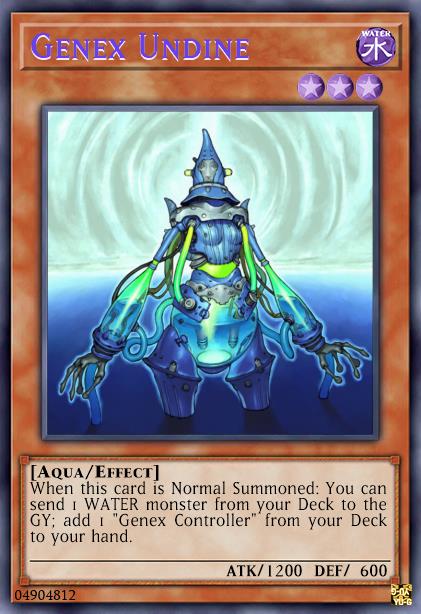 Genex Undine
WATER
水
[Aqua/Effect]
When this card is Normal Summoned: You can
send 1 WATER monster from your Deck to the
GY; add 1 "Genex Controller" from your Deck
to your hand.
ATK/1200 DEF/ 600
04904812